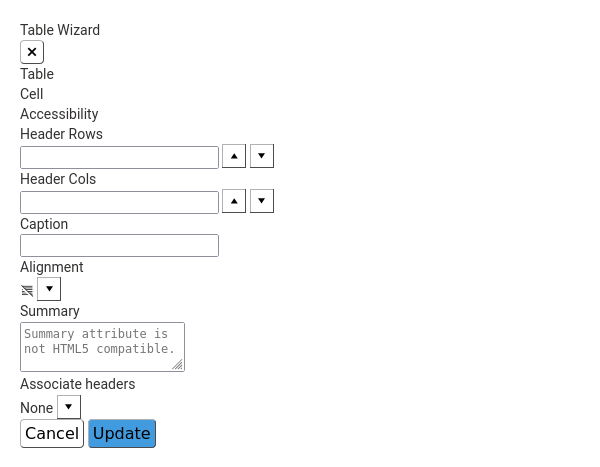 Table Wizard
Table
Cell
Accessibility
Header Rows
Header Cols
Caption
Alignment
Summary
Summary attribute is
not HTML5 compatible.
Associate headers
None
Cancel Update